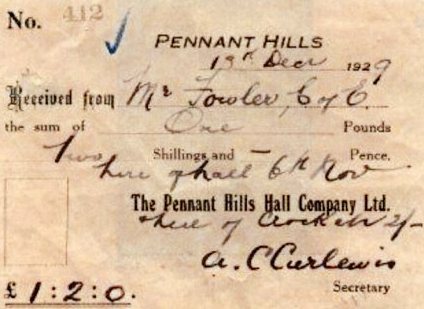 No. 412
PENNANT HILLS
13th Decr 1929
Received from Mr Fowler, C of E.
the sum of One Pounds
Two Shillings and — Pence.
hire of hall 6th Nov
The Pennant Hills Hall Company Ltd.
hire of Crockery 2/-
A. C Curlewis
Secretary
£ 1:2:0.